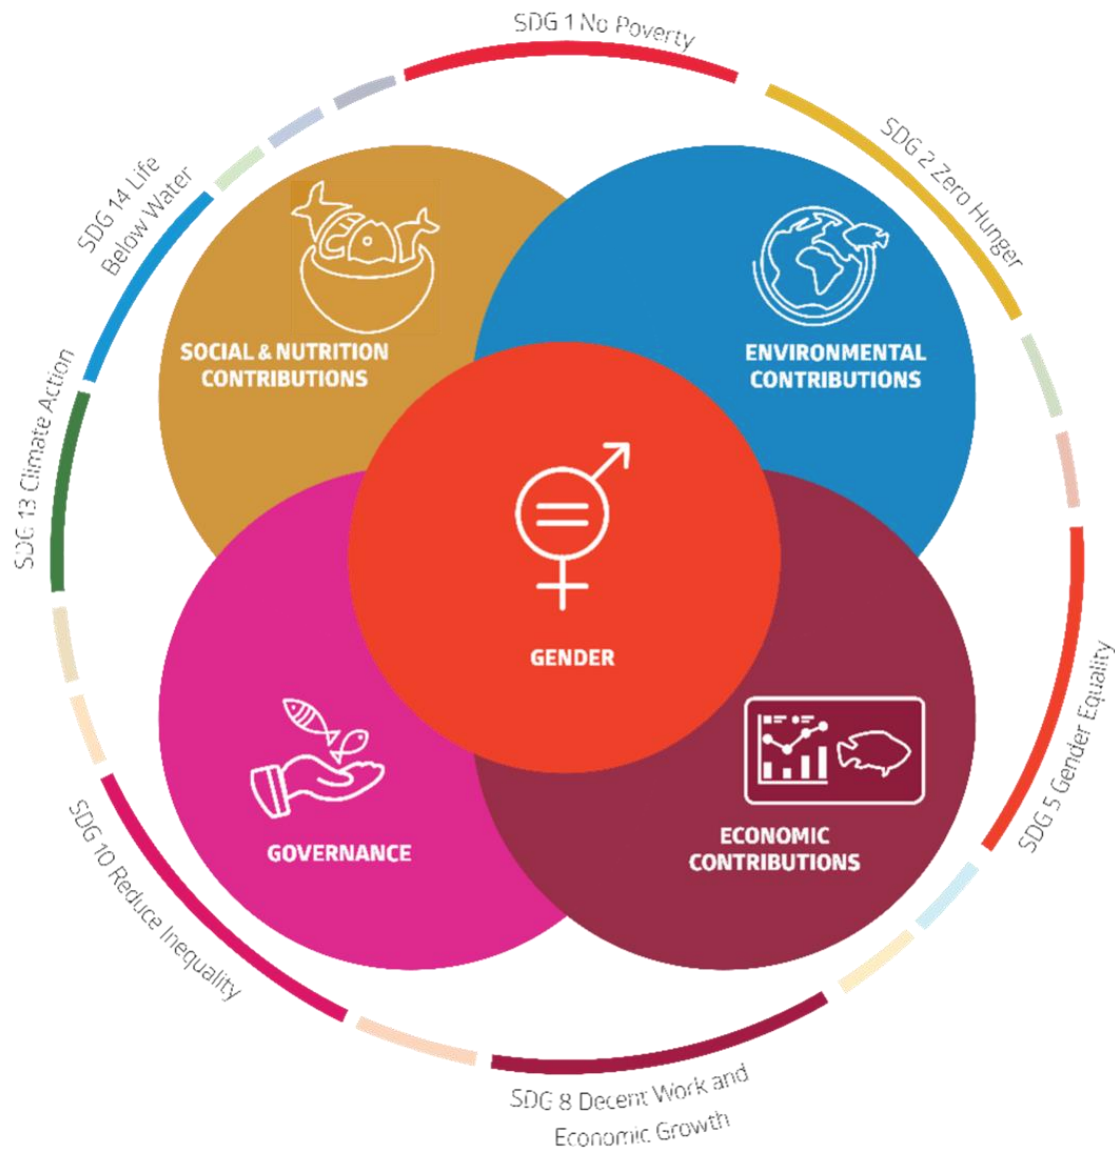 SDG 1 No Poverty
SDG 2 Zero Hunger
SDG 14 Life
Below Water
SOCIAL & NUTRITION
CONTRIBUTIONS
ENVIRONMENTAL
CONTRIBUTIONS
SDG 13 Climate Action
GENDER
SDG 5 Gender Equality
GOVERNANCE
ECONOMIC
CONTRIBUTIONS
SDG 10 Reduce Inequality
SDG 8 Decent Work and
Economic Growth